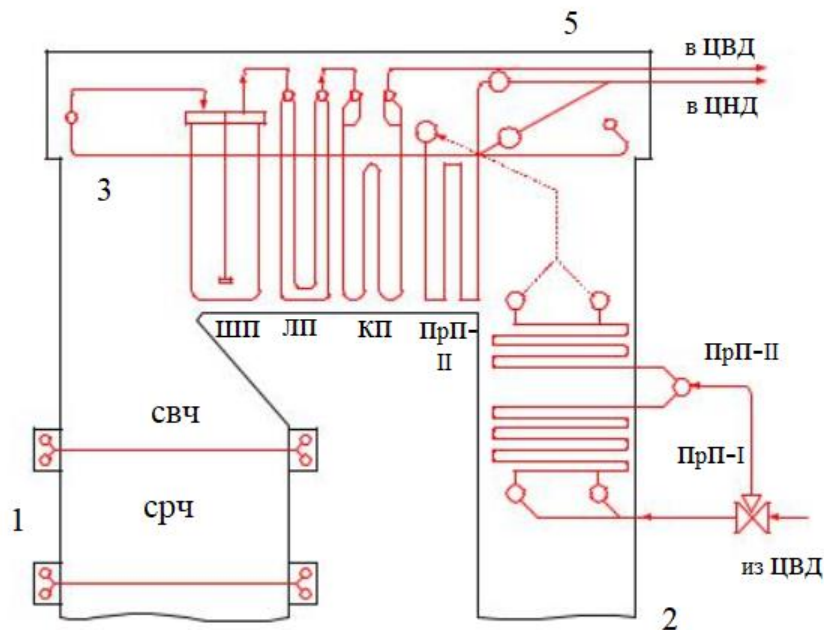 5
в ЦВД
в ЦНД
3
ШП
ЛП
КП
ПрП-
II
ПрП-II
свч
ПрП-I
1
срч
из ЦВД
2